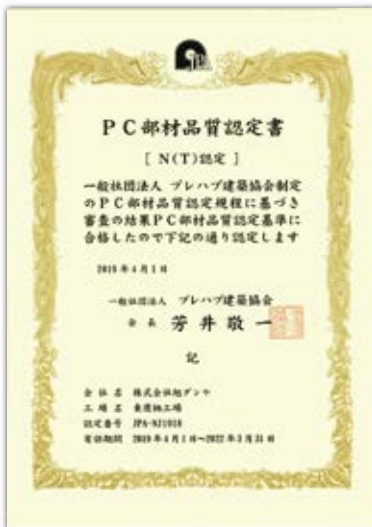 JPA
PC部材品質認定書
[ N(T)認定 ]
一般社団法人 プレハブ建築協会制定
のPC部材品質認定規程に基づき
審査の結果PC部材品質認定基準に
合格したので下記の通り認定します
2019年4月1日
一般社団法人 プレハブ建築協会
会長 芳井敬一
記
会社名 株式会社旭ダンケ
工場名 東鹿越工場
認定番号
有効期間 2019年4月1日~2022年3月31日